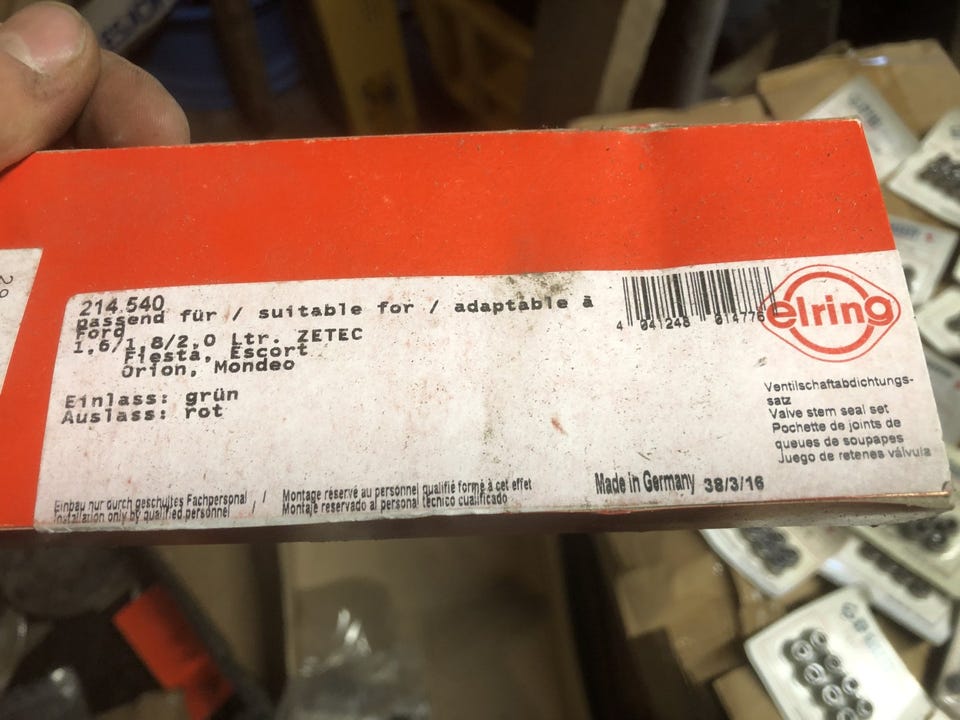 214.540
passend für / suitable for / adaptable à
Ford
1,6/1,8/2,0 Ltr. ZETEC
Fiesta, Escort
Orion, Mondeo
Einlass: grün
Auslass: rot
Einbau nur durch geschultes Fachpersonal / Montage réservé au personnel qualifié formé à cet effet
Installation only by qualified personnel / Montaje reservado al personal técnico cualificado
4 041248 014776
elring
Ventilschaftabdichtungs-
satz
Valve stem seal set
Pochette de joints de
queues de soupapes
Juego de retenes válvula
Made in Germany 38/3/16